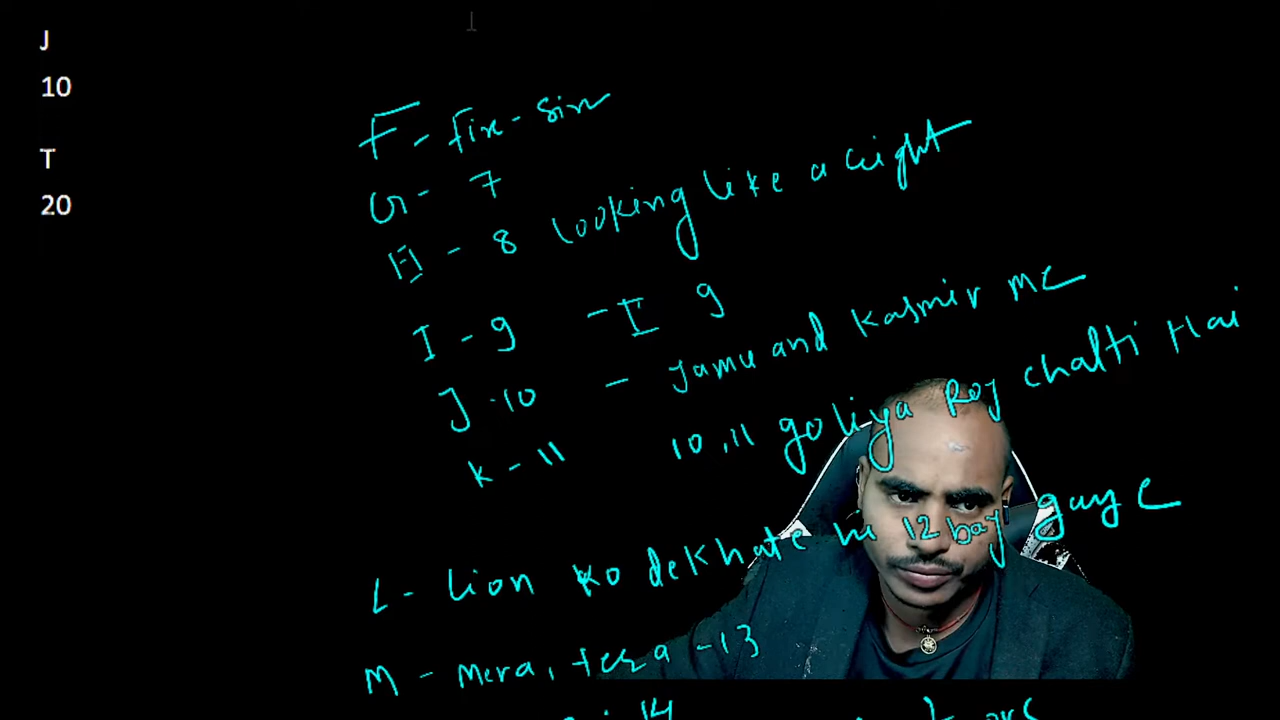 J
10
T
20
F - Fix - Six
G - 7
H - 8 looking like a eight
I - 9 - I 9
J - 10 - Jamu and Kasmir me
K - 11 10, 11 goliya Roj chalti Hai
L - Lion ko dekhate hi 12 baj gaye
M - Mera, tera - 13
14